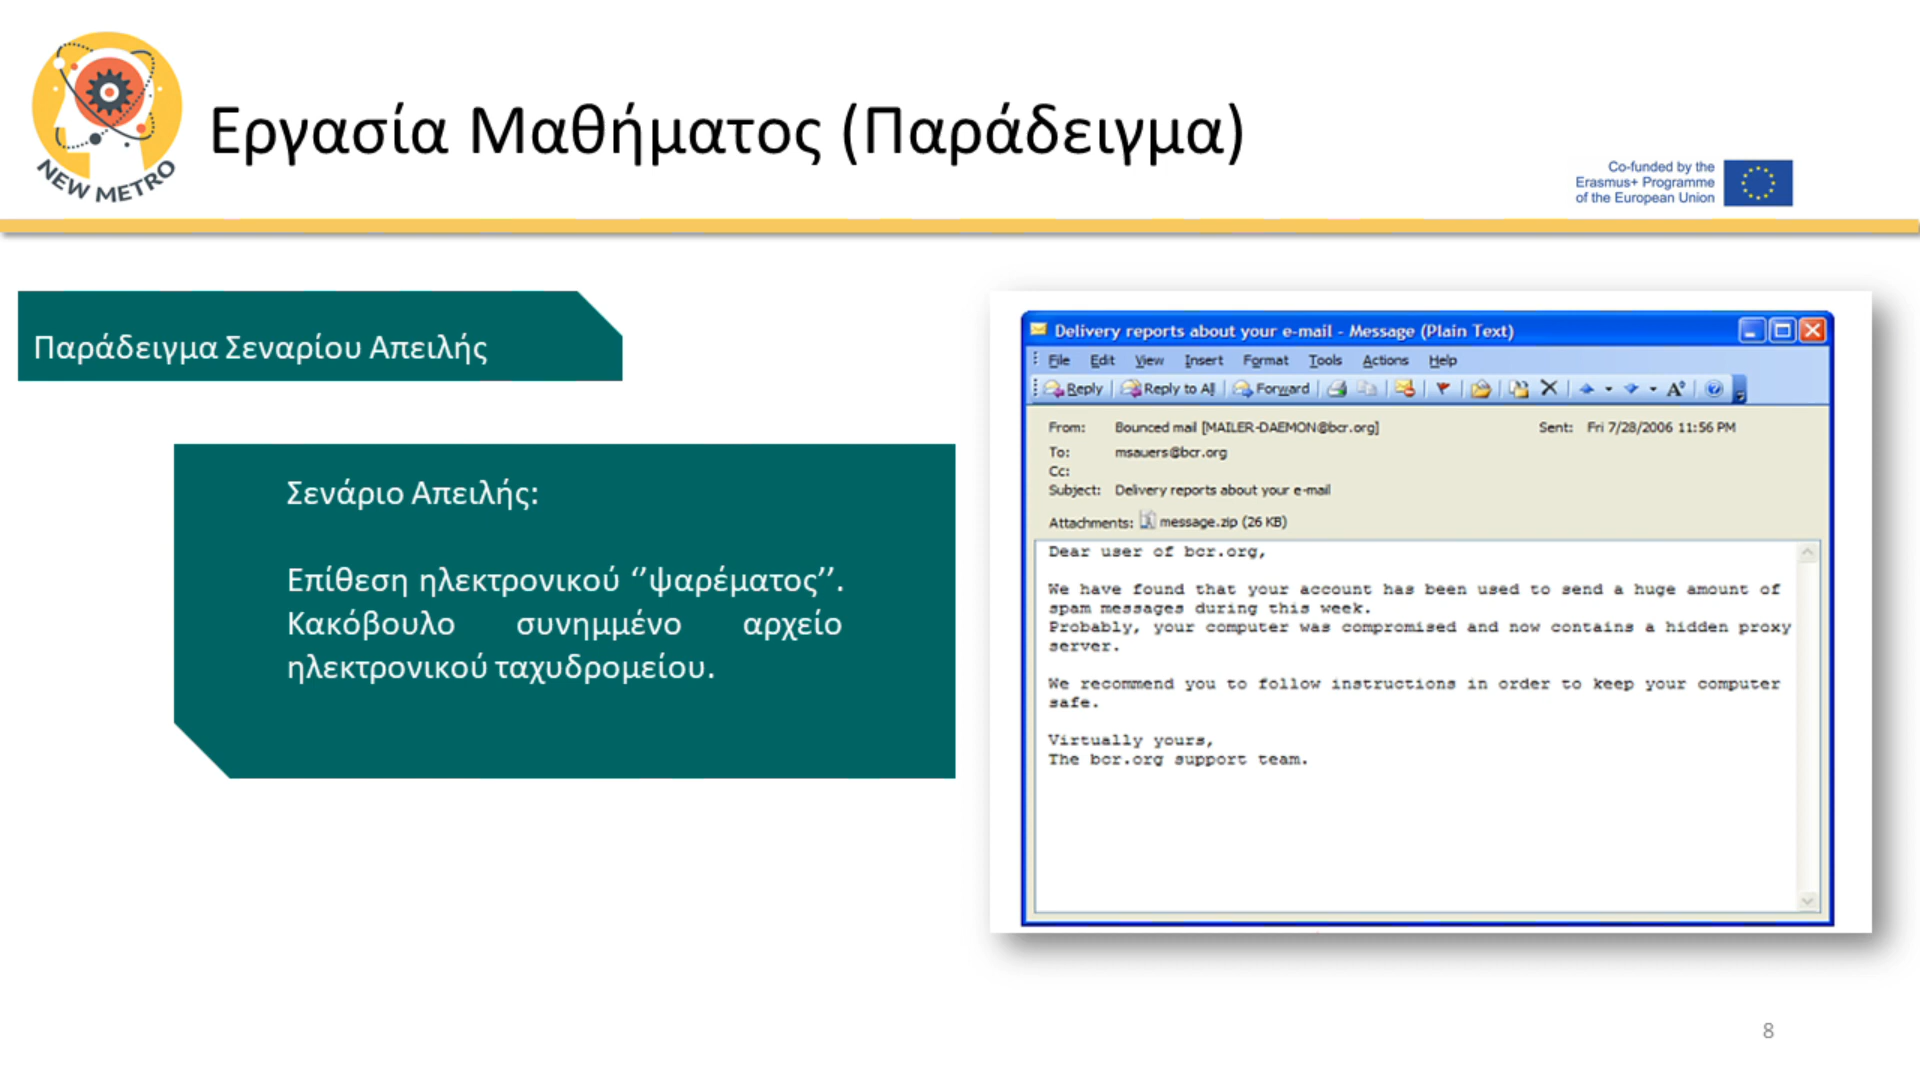 Εργασία Μαθήματος (Παράδειγμα)
NEW METRO
Co-funded by the
Erasmus+ Programme
of the European Union
Παράδειγμα Σεναρίου Απειλής
Σενάριο Απειλής:
Επίθεση ηλεκτρονικού ‘’ψαρέματος’’.
Κακόβουλο συνημμένο αρχείο
ηλεκτρονικού ταχυδρομείου.
Delivery reports about your e-mail - Message (Plain Text)
File Edit View Insert Format Tools Actions Help
Reply Reply to All Forward
From: Bounced mail [MAILER-DAEMON@bcr.org] Sent: Fri 7/28/2006 11:56 PM
To: msauers@bcr.org
Cc:
Subject: Delivery reports about your e-mail
Attachments: message.zip (26 KB)
Dear user of bcr.org,
We have found that your account has been used to send a huge amount of
spam messages during this week.
Probably, your computer was compromised and now contains a hidden proxy
server.
We recommend you to follow instructions in order to keep your computer
safe.
Virtually yours,
The bcr.org support team.
8